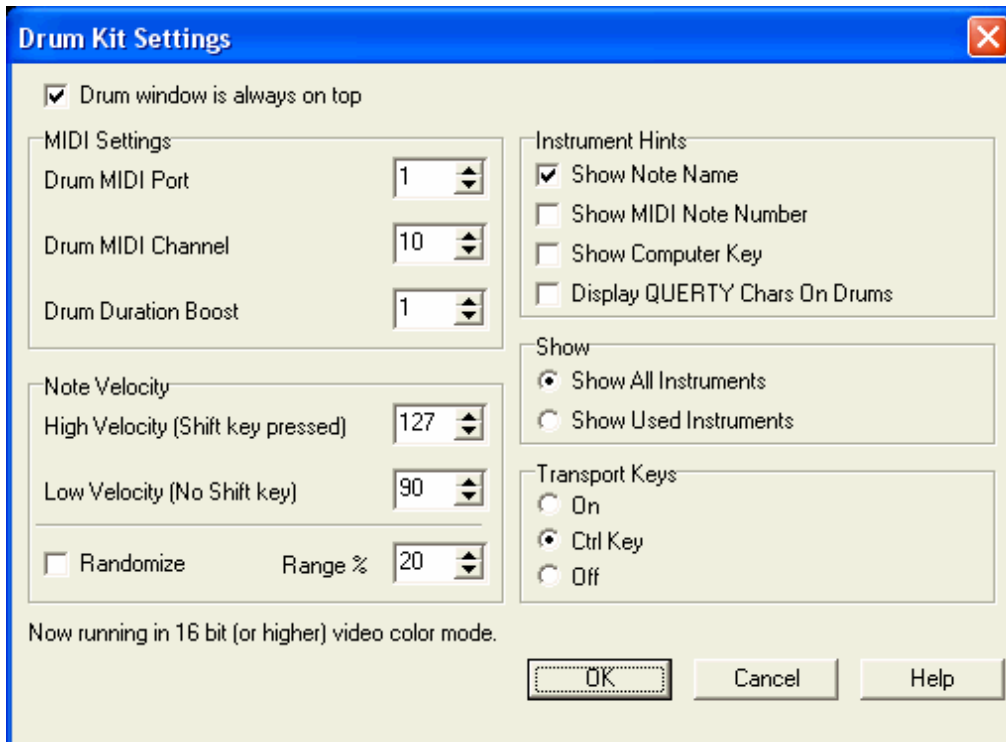 Drum Kit Settings
Drum window is always on top
MIDI Settings
Drum MIDI Port 1
Drum MIDI Channel 10
Drum Duration Boost 1
Note Velocity
High Velocity (Shift key pressed) 127
Low Velocity (No Shift key) 90
Randomize Range % 20
Instrument Hints
Show Note Name
Show MIDI Note Number
Show Computer Key
Display QUERTY Chars On Drums
Show
Show All Instruments
Show Used Instruments
Transport Keys
On
Ctrl Key
Off
Now running in 16 bit (or higher) video color mode.
OK Cancel Help